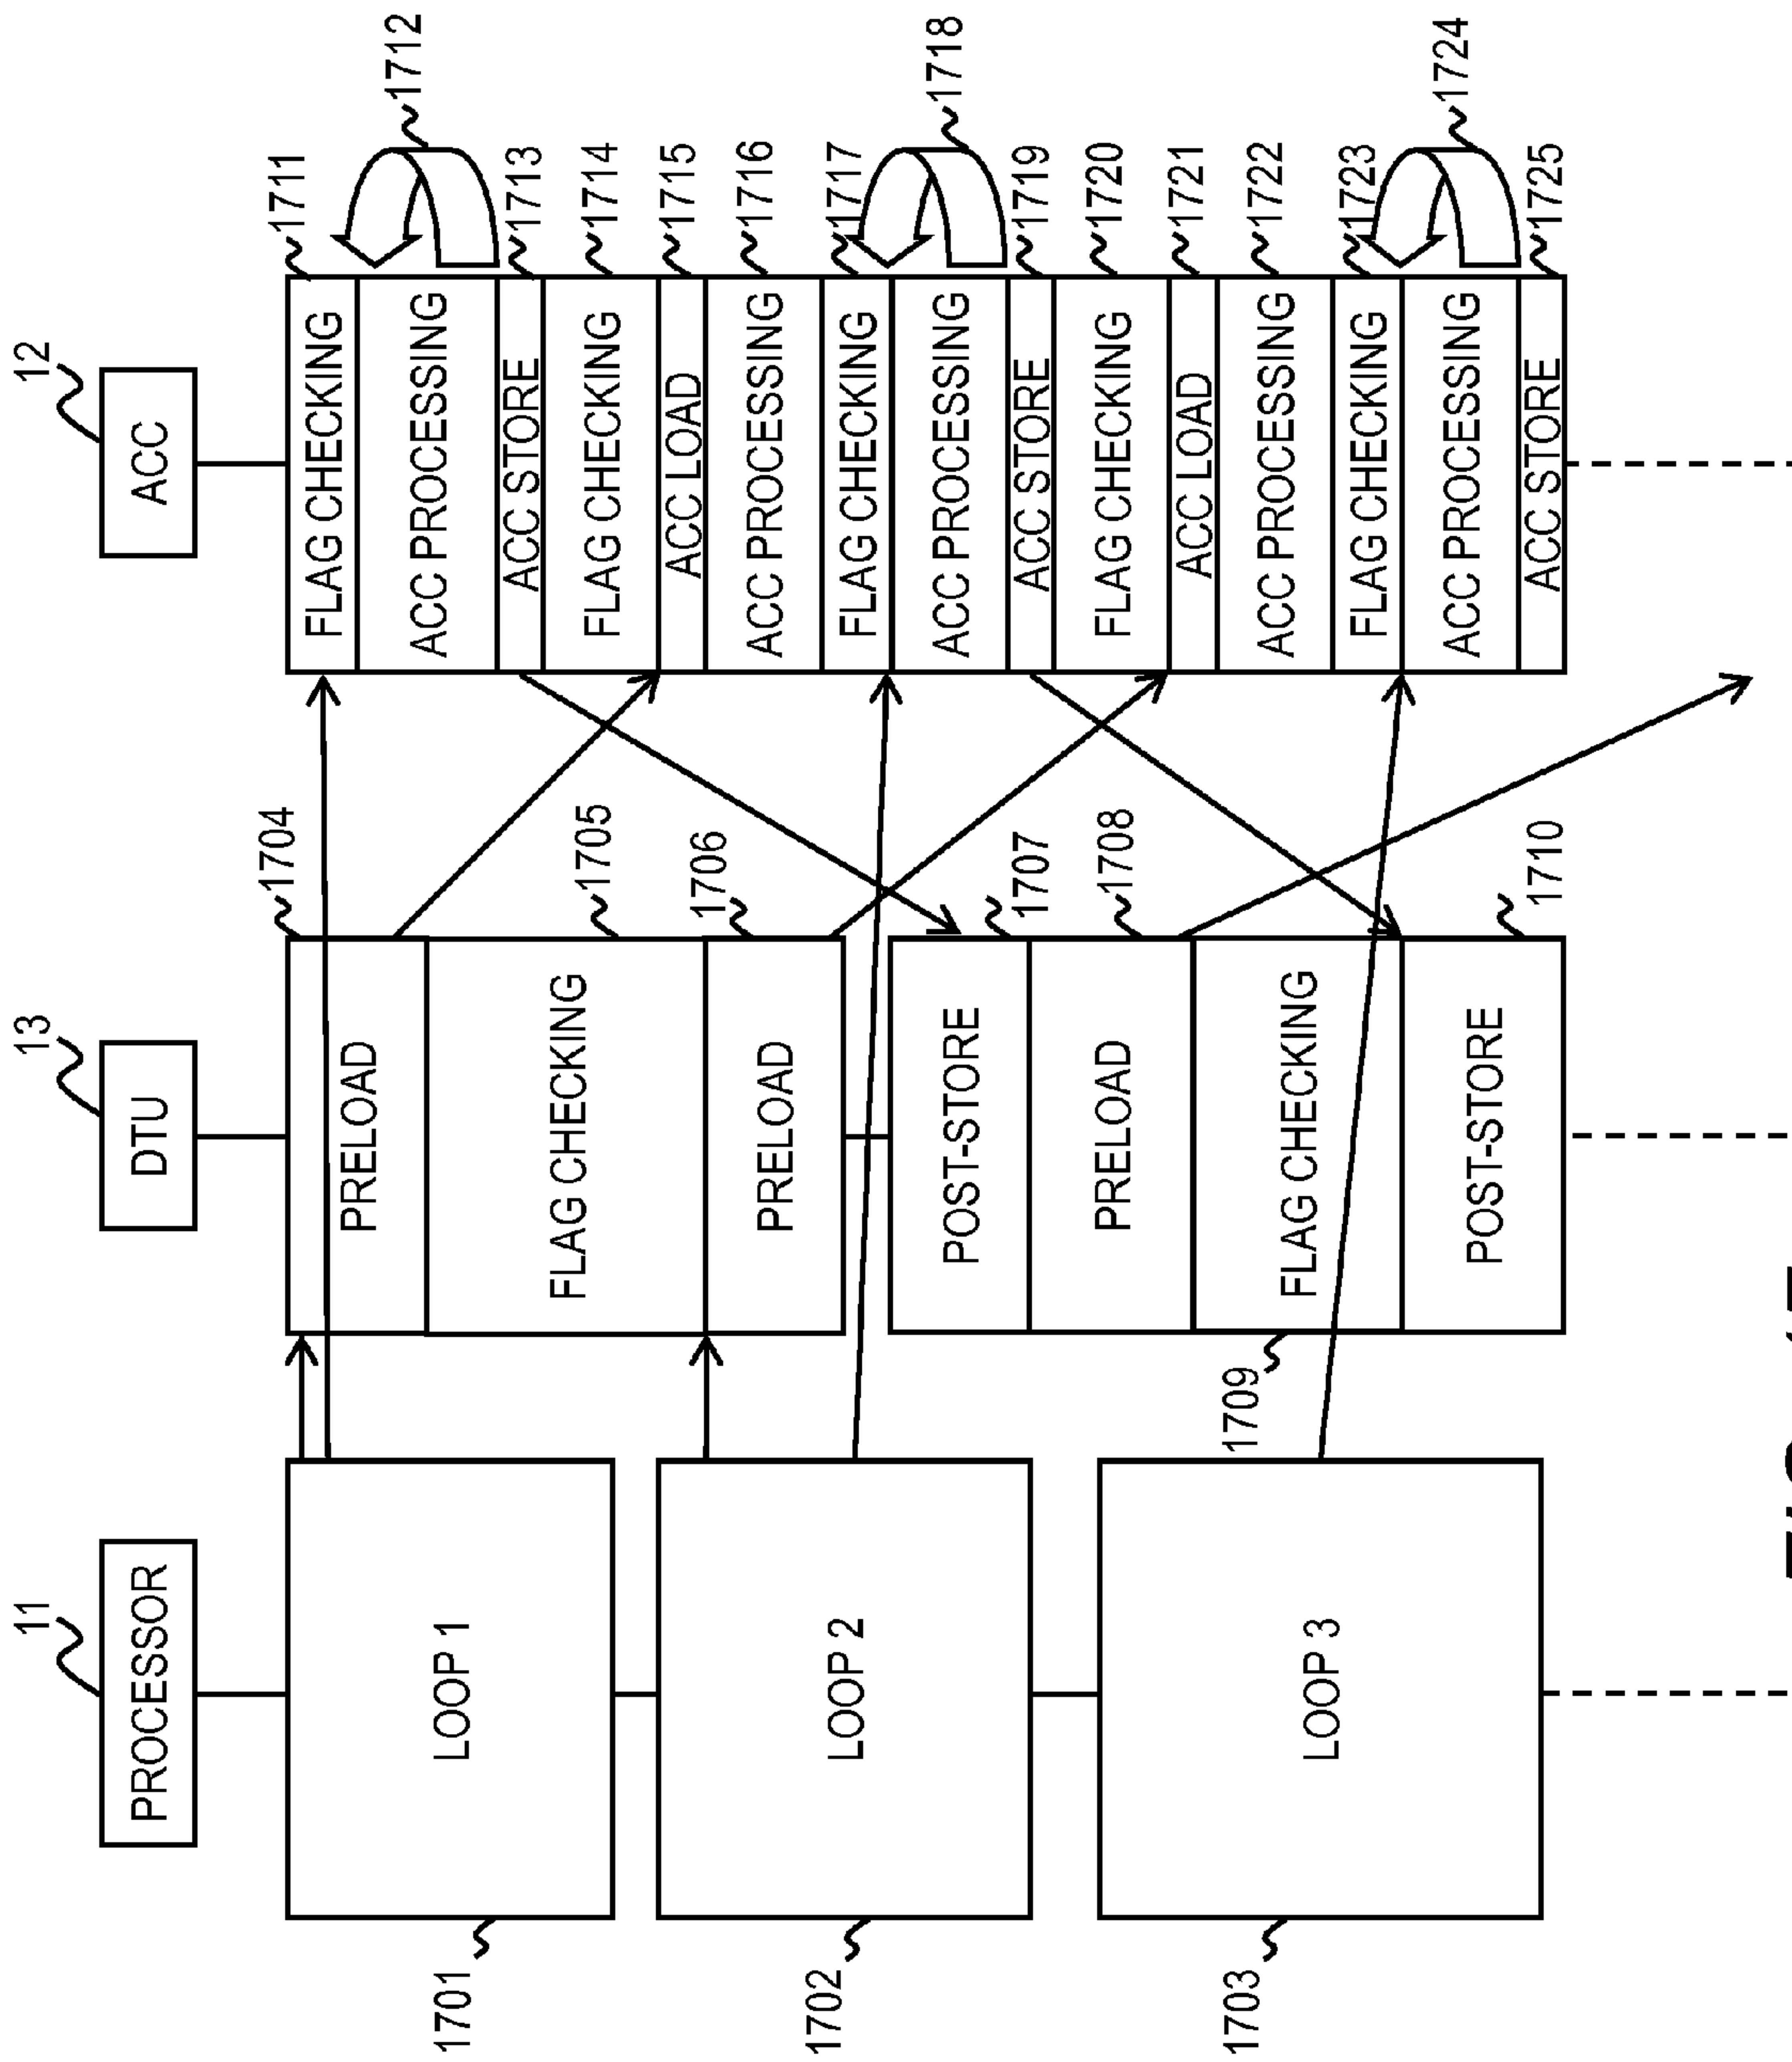 11
PROCESSOR
1701
LOOP 1
1702
LOOP 2
1703
LOOP 3
13
DTU
1704
PRELOAD
1705
FLAG CHECKING
1706
PRELOAD
1707
POST-STORE
1708
PRELOAD
1709
FLAG CHECKING
1710
POST-STORE
12
ACC
1711
FLAG CHECKING
1712
ACC PROCESSING
1713
ACC STORE
1714
FLAG CHECKING
1715
ACC LOAD
1716
ACC PROCESSING
1717
FLAG CHECKING
1718
ACC PROCESSING
1719
ACC STORE
1720
FLAG CHECKING
1721
ACC LOAD
1722
ACC PROCESSING
1723
FLAG CHECKING
1724
ACC PROCESSING
1725
ACC STORE